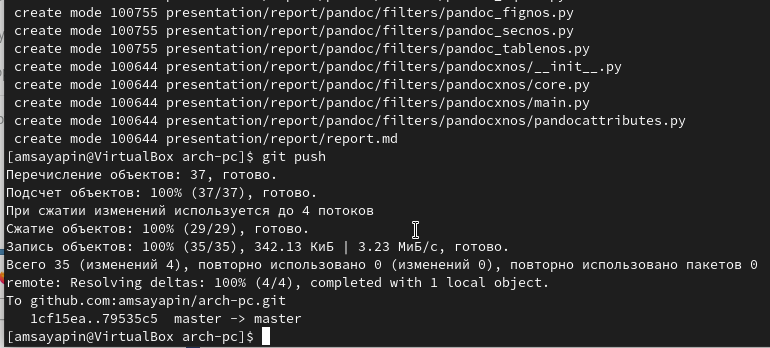 create mode 100755 presentation/report/pandoc/filters/pandoc_fignos.py
create mode 100755 presentation/report/pandoc/filters/pandoc_secnos.py
create mode 100755 presentation/report/pandoc/filters/pandoc_tablenos.py
create mode 100644 presentation/report/pandoc/filters/pandocxnos/__init__.py
create mode 100644 presentation/report/pandoc/filters/pandocxnos/core.py
create mode 100644 presentation/report/pandoc/filters/pandocxnos/main.py
create mode 100644 presentation/report/pandoc/filters/pandocxnos/pandocattributes.py
create mode 100644 presentation/report/report.md
[amsayapin@VirtualBox arch-pc]$ git push
Перечисление объектов: 37, готово.
Подсчет объектов: 100% (37/37), готово.
При сжатии изменений используется до 4 потоков
Сжатие объектов: 100% (29/29), готово.
Запись объектов: 100% (35/35), 342.13 КиБ | 3.23 МиБ/с, готово.
Всего 35 (изменений 4), повторно использовано 0 (изменений 0), повторно использовано пакетов 0
remote: Resolving deltas: 100% (4/4), completed with 1 local object.
To github.com:amsayapin/arch-pc.git
1cf15ea..79535c5  master -> master
[amsayapin@VirtualBox arch-pc]$